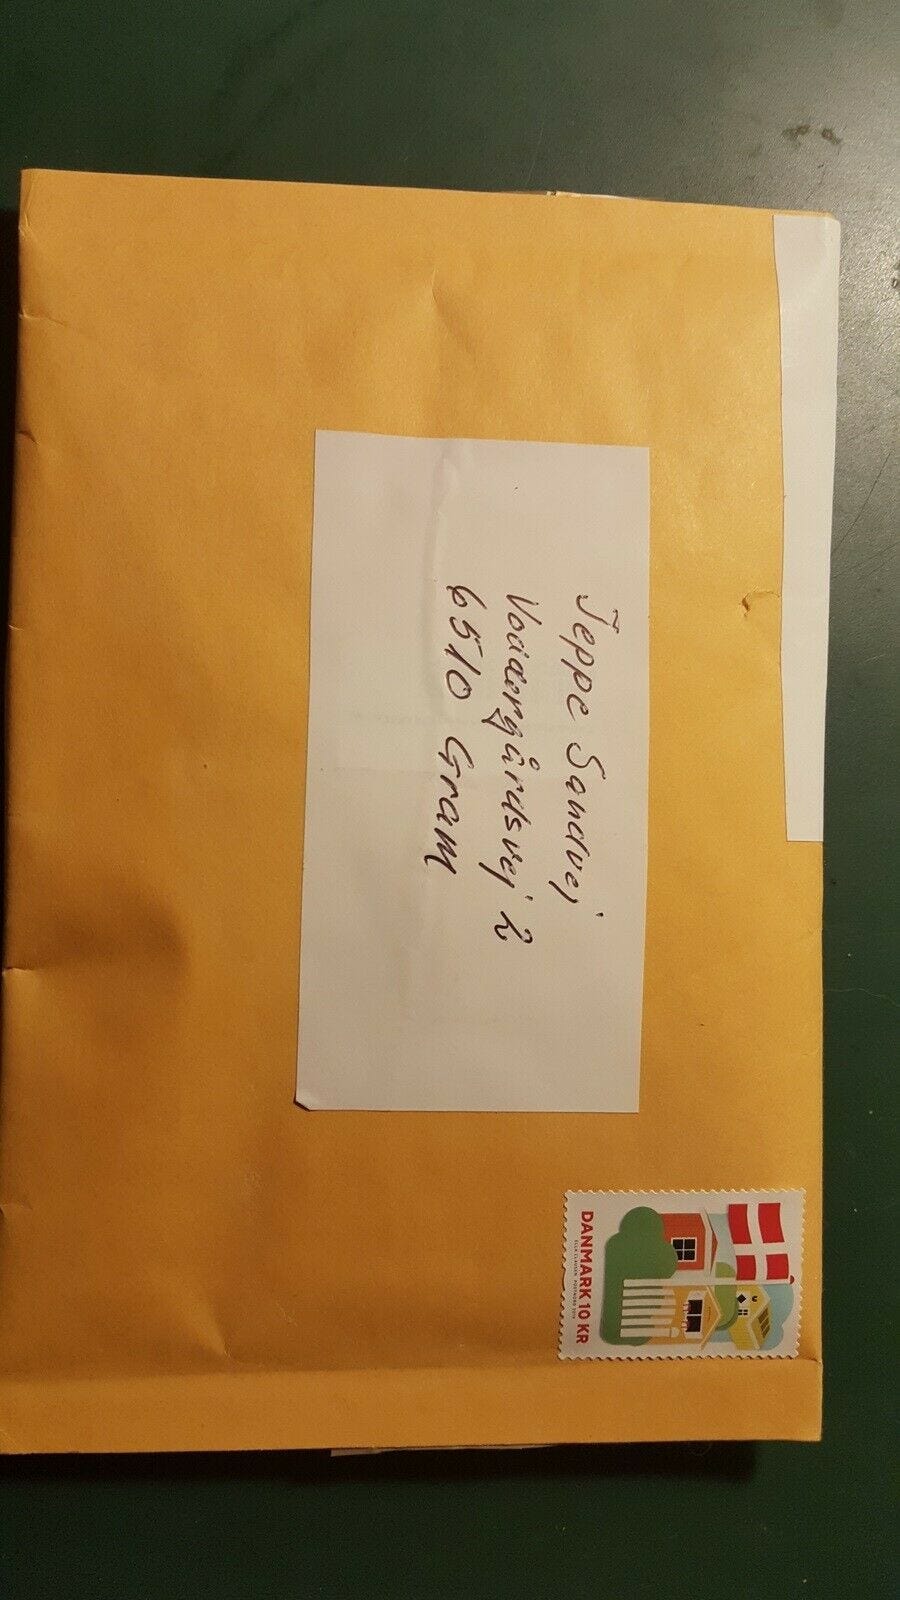 Jeppe Sandvej
6510 Gram
DANMARK 10 KR